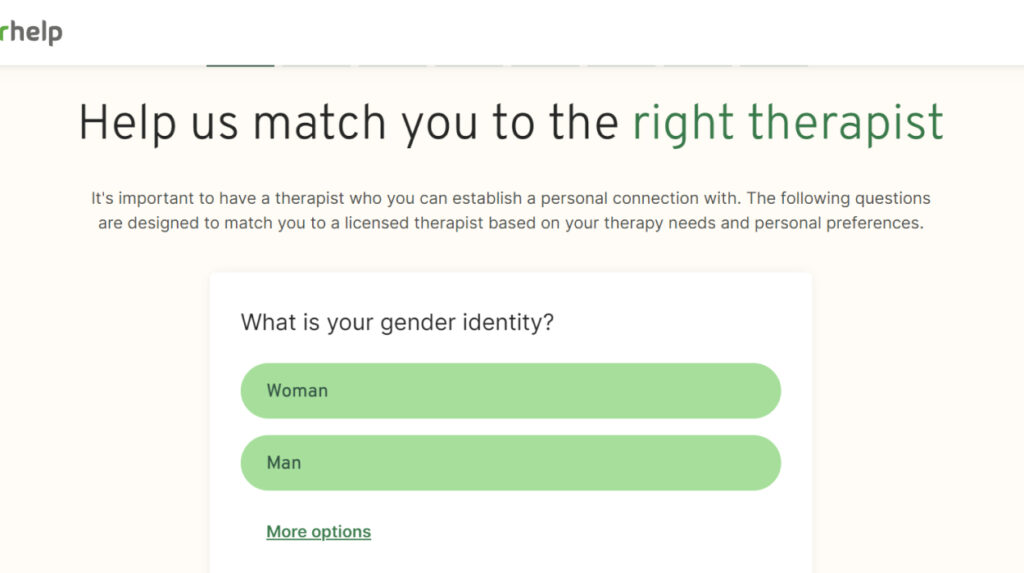 rhelp
Help us match you to the right therapist
It's important to have a therapist who you can establish a personal connection with. The following questions
are designed to match you to a licensed therapist based on your therapy needs and personal preferences.
What is your gender identity?
Woman
Man
More options